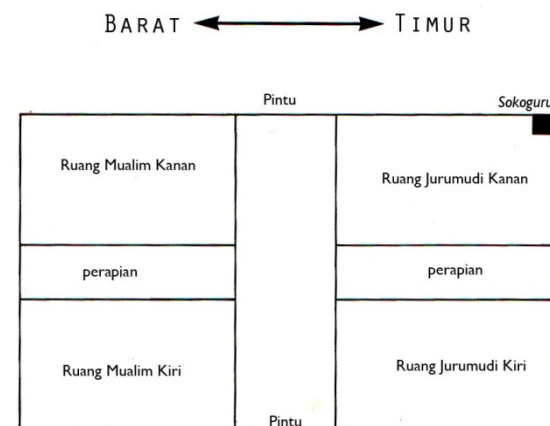 BARAT TIMUR
Pintu
Sokoguru
Ruang Mualim Kanan
Ruang Jurumudi Kanan
perapian
perapian
Ruang Mualim Kiri
Ruang Jurumudi Kiri
Pintu